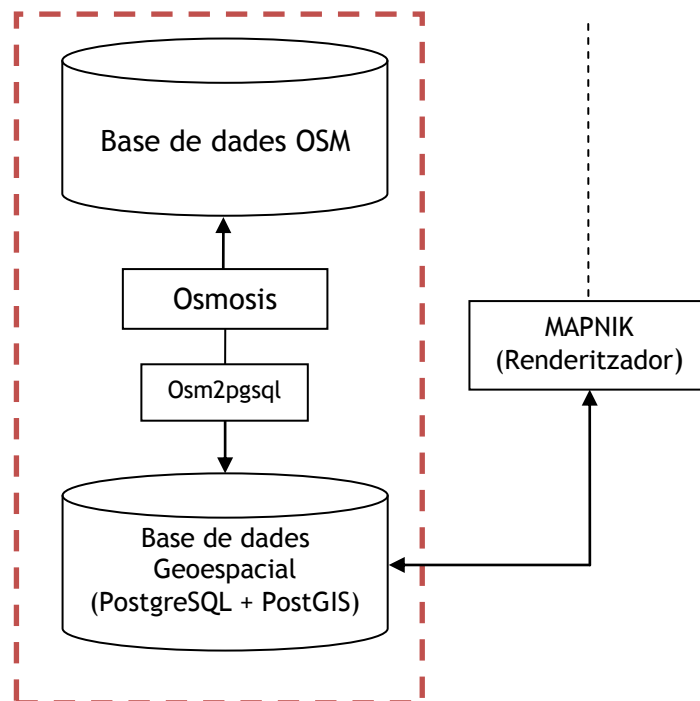 Base de dades OSM
Osmosis
Osm2pgsql
MAPNIK
(Renderitzador)
Base de dades
Geoespacial
(PostgreSQL + PostGIS)